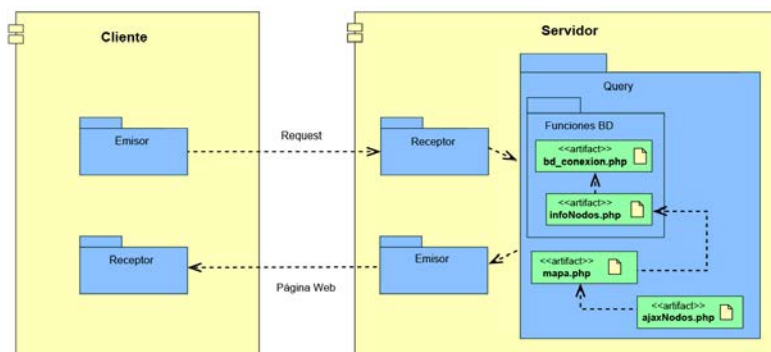 Cliente
Servidor
Query
Funciones BD
Emisor
Request
Receptor
<<artifact>>
bd_conexion.php
<<artifact>>
infoNodos.php
Receptor
Página Web
Emisor
<<artifact>>
mapa.php
<<artifact>>
ajaxNodos.php